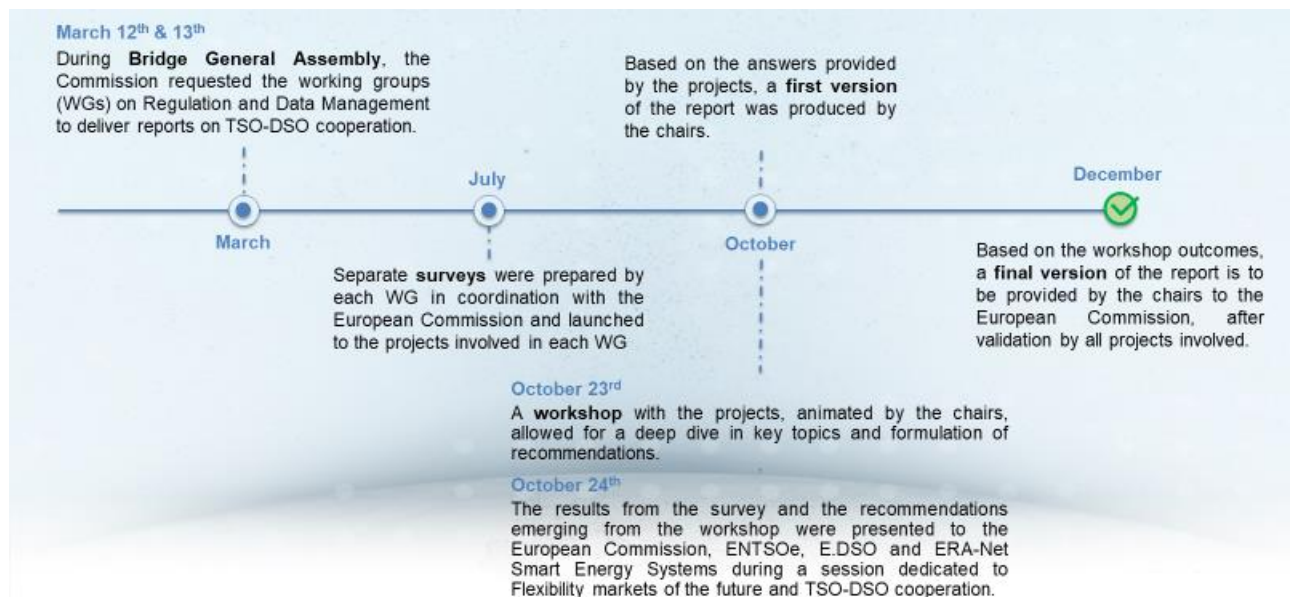 March 12th & 13th
During Bridge General Assembly, the
Commission requested the working groups
(WGs) on Regulation and Data Management
to deliver reports on TSO-DSO cooperation.
March
July
Separate surveys were prepared by
each WG in coordination with the
European Commission and launched
to the projects involved in each WG
Based on the answers provided
by the projects, a first version
of the report was produced by
the chairs.
October
October 23rd
A workshop with the projects, animated by the chairs,
allowed for a deep dive in key topics and formulation of
recommendations.
October 24th
The results from the survey and the recommendations
emerging from the workshop were presented to the
European Commission, ENTSOe, E.DSO and ERA-Net
Smart Energy Systems during a session dedicated to
Flexibility markets of the future and TSO-DSO cooperation.
December
Based on the workshop outcomes,
a final version of the report is to
be provided by the chairs to the
European Commission, after
validation by all projects involved.